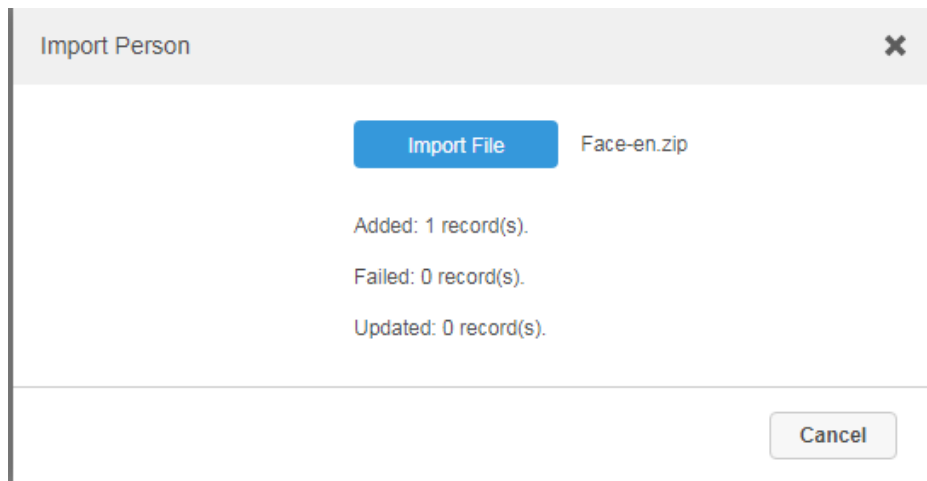 Import Person
Import File Face-en.zip
Added: 1 record(s).
Failed: 0 record(s).
Updated: 0 record(s).
Cancel